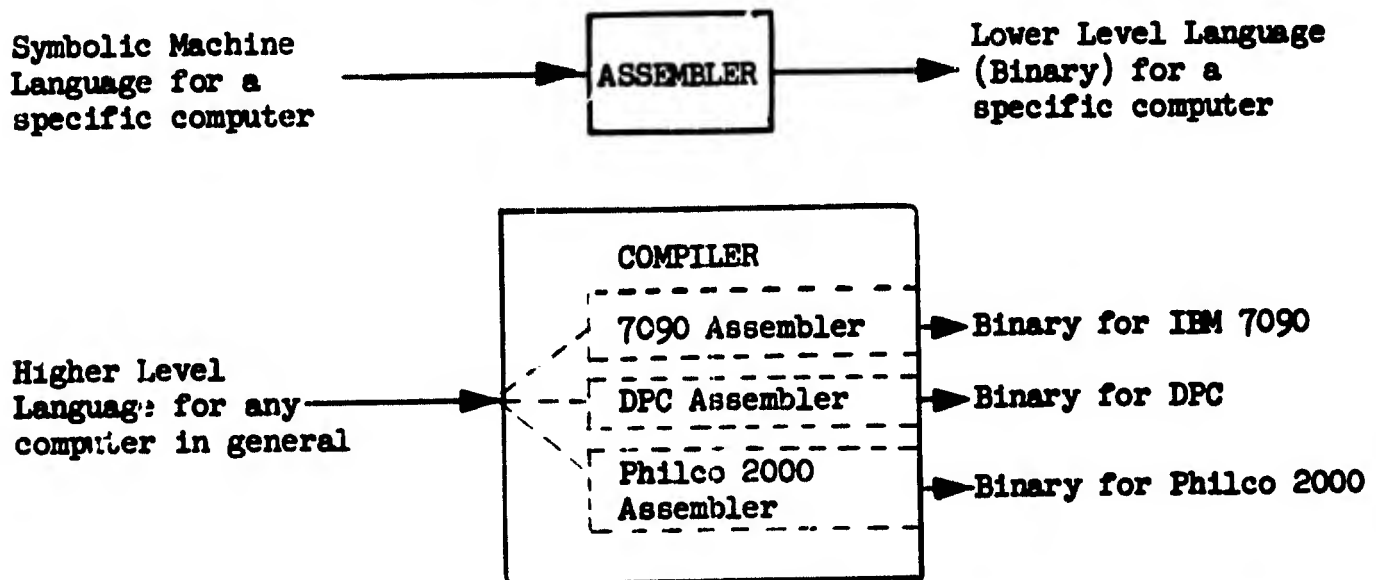 Symbolic Machine
Language for a
specific computer
ASSEMBLER
Lower Level Language
(Binary) for a
specific computer
COMPILER
7090 Assembler
Binary for IBM 7090
Higher Level
Language for any
computer in general
DPC Assembler
Binary for DPC
Philco 2000
Assembler
Binary for Philco 2000